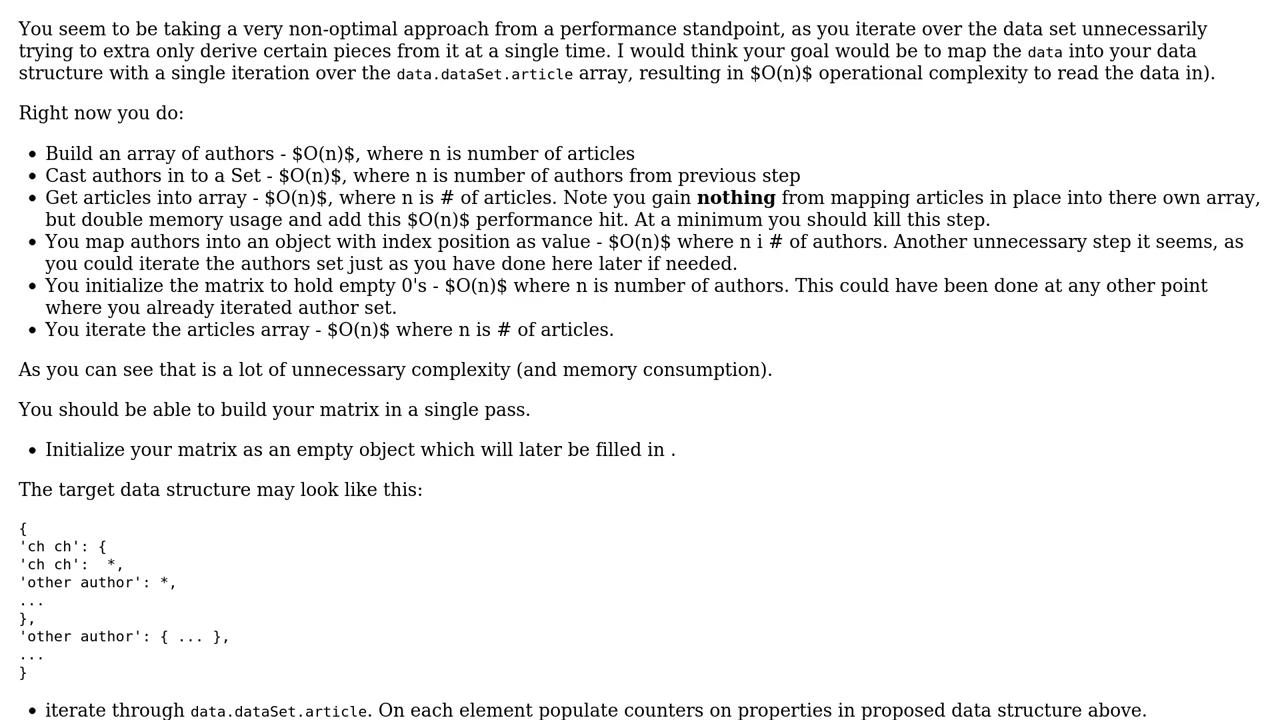 You seem to be taking a very non-optimal approach from a performance standpoint, as you iterate over the data set unnecessarily
trying to extra only derive certain pieces from it at a single time. I would think your goal would be to map the data into your data
structure with a single iteration over the data.dataSet.article array, resulting in $O(n)$ operational complexity to read the data in).
Right now you do:
• Build an array of authors - $O(n)$, where n is number of articles
• Cast authors in to a Set - $O(n)$, where n is number of authors from previous step
• Get articles into array - $O(n)$, where n is # of articles. Note you gain nothing from mapping articles in place into there own array,
but double memory usage and add this $O(n)$ performance hit. At a minimum you should kill this step.
• You map authors into an object with index position as value - $O(n)$ where n i # of authors. Another unnecessary step it seems, as
you could iterate the authors set just as you have done here later if needed.
• You initialize the matrix to hold empty 0's - $O(n)$ where n is number of authors. This could have been done at any other point
where you already iterated author set.
• You iterate the articles array - $O(n)$ where n is # of articles.
As you can see that is a lot of unnecessary complexity (and memory consumption).
You should be able to build your matrix in a single pass.
• Initialize your matrix as an empty object which will later be filled in .
The target data structure may look like this:
{
'ch ch': {
'ch ch':  *,
'other author': *,
...
},
'other author': { ... },
...
}
• iterate through data.dataSet.article. On each element populate counters on properties in proposed data structure above.